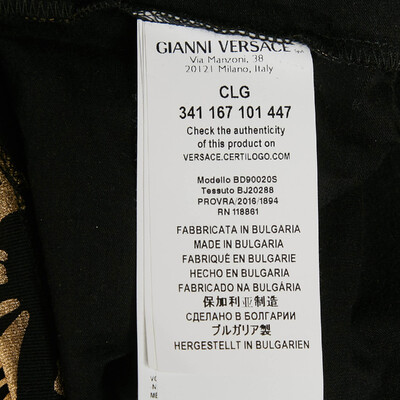 GIANNI VERSACE
Via Manzoni, 38
20121 Milano, Italy
CLG
341 167 101 447
Check the authenticity
of this product on
VERSACE.CERTILOGO.COM
Modello BD90020S
Tessuto BJ20288
PROVRA/2016/1894
RN 118861
FABBRICATA IN BULGARIA
MADE IN BULGARIA
FABRIQUÉ EN BULGARIE
HECHO EN BULGARIA
FABRICADO NA BULGÁRIA
保加利亚制造
СДЕЛАНО В БОЛГАРИИ
ブルガリア製
HERGESTELLT IN BULGARIEN